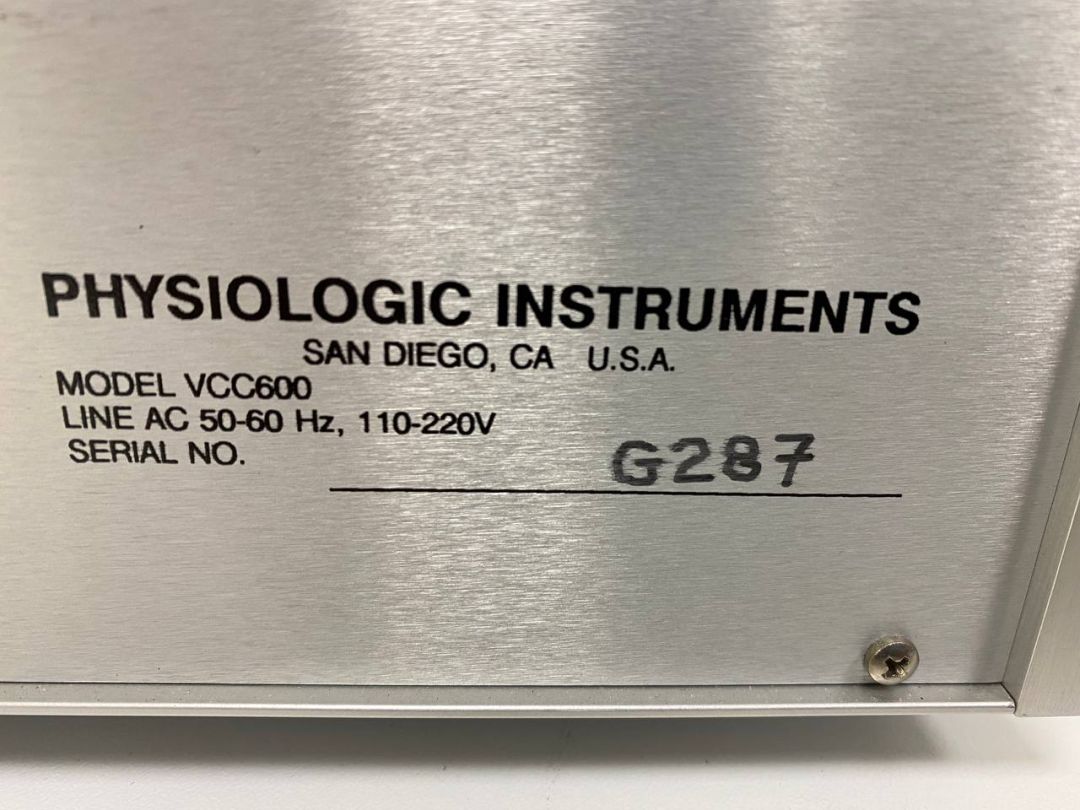 PHYSIOLOGIC INSTRUMENTS
SAN DIEGO, CA U.S.A.
MODEL VCC600
LINE AC 50-60 Hz, 110-220V
SERIAL NO. G287